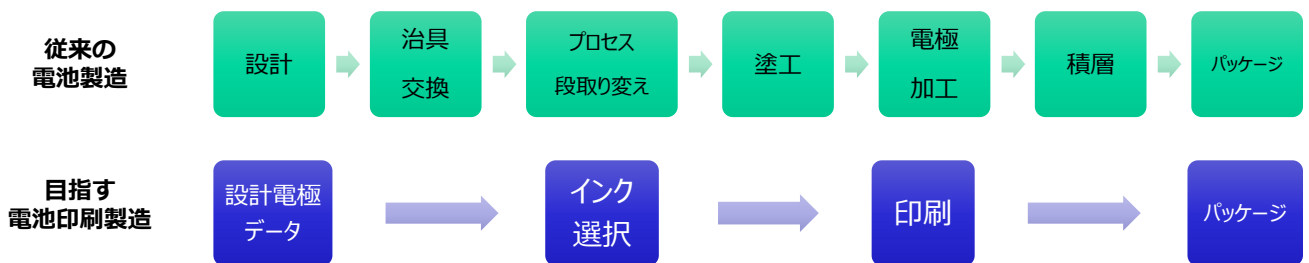 従来の
電池製造
設計
治具
交換
プロセス
段取り変え
塗工
電極
加工
積層
パッケージ
目指す
電池印刷製造
設計電極
データ
インク
選択
印刷
パッケージ